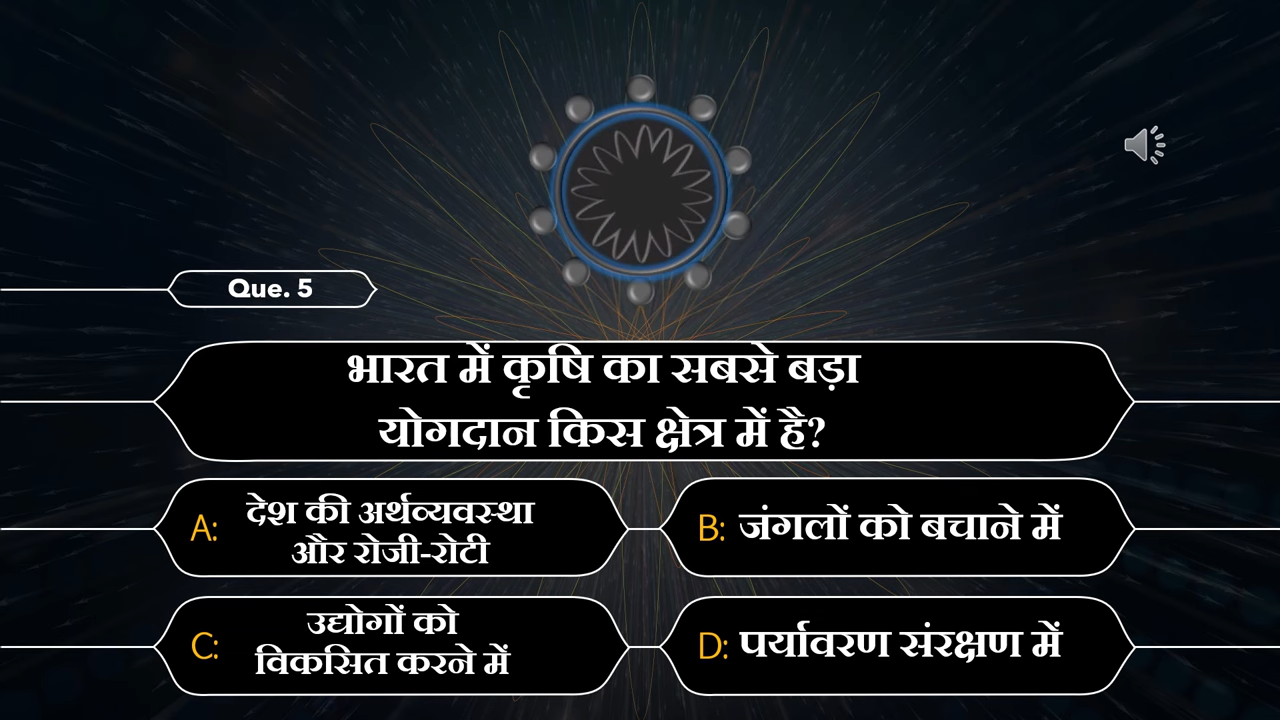 Que. 5
भारत में कृषि का सबसे बड़ा
योगदान किस क्षेत्र में है?
A: देश की अर्थव्यवस्था
और रोजी-रोटी
B: जंगलों को बचाने में
C: उद्योगों को
विकसित करने में
D: पर्यावरण संरक्षण में